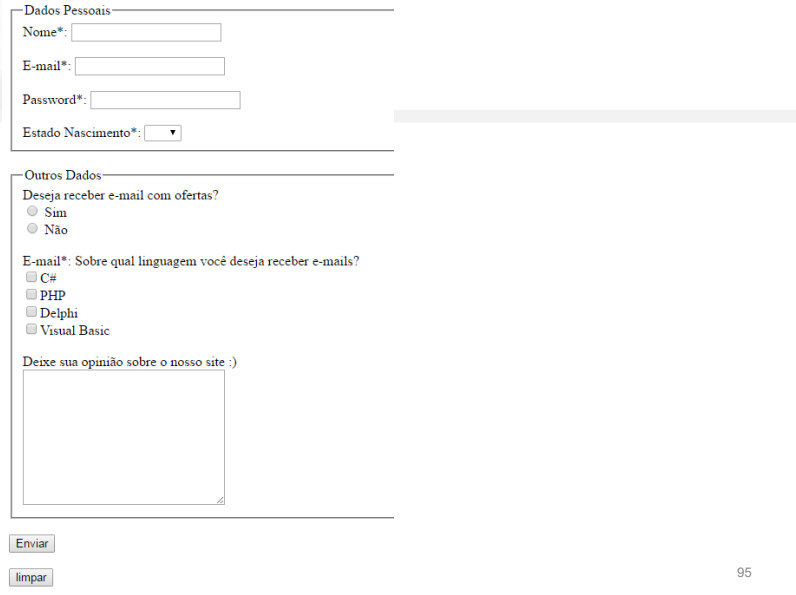 Dados Pessoais
Nome*:
E-mail*:
Password*:
Estado Nascimento*:
Outros Dados
Deseja receber e-mail com ofertas?
Sim
Não
E-mail*: Sobre qual linguagem você deseja receber e-mails?
C#
PHP
Delphi
Visual Basic
Deixe sua opinião sobre o nosso site :)
Enviar
limpar
95